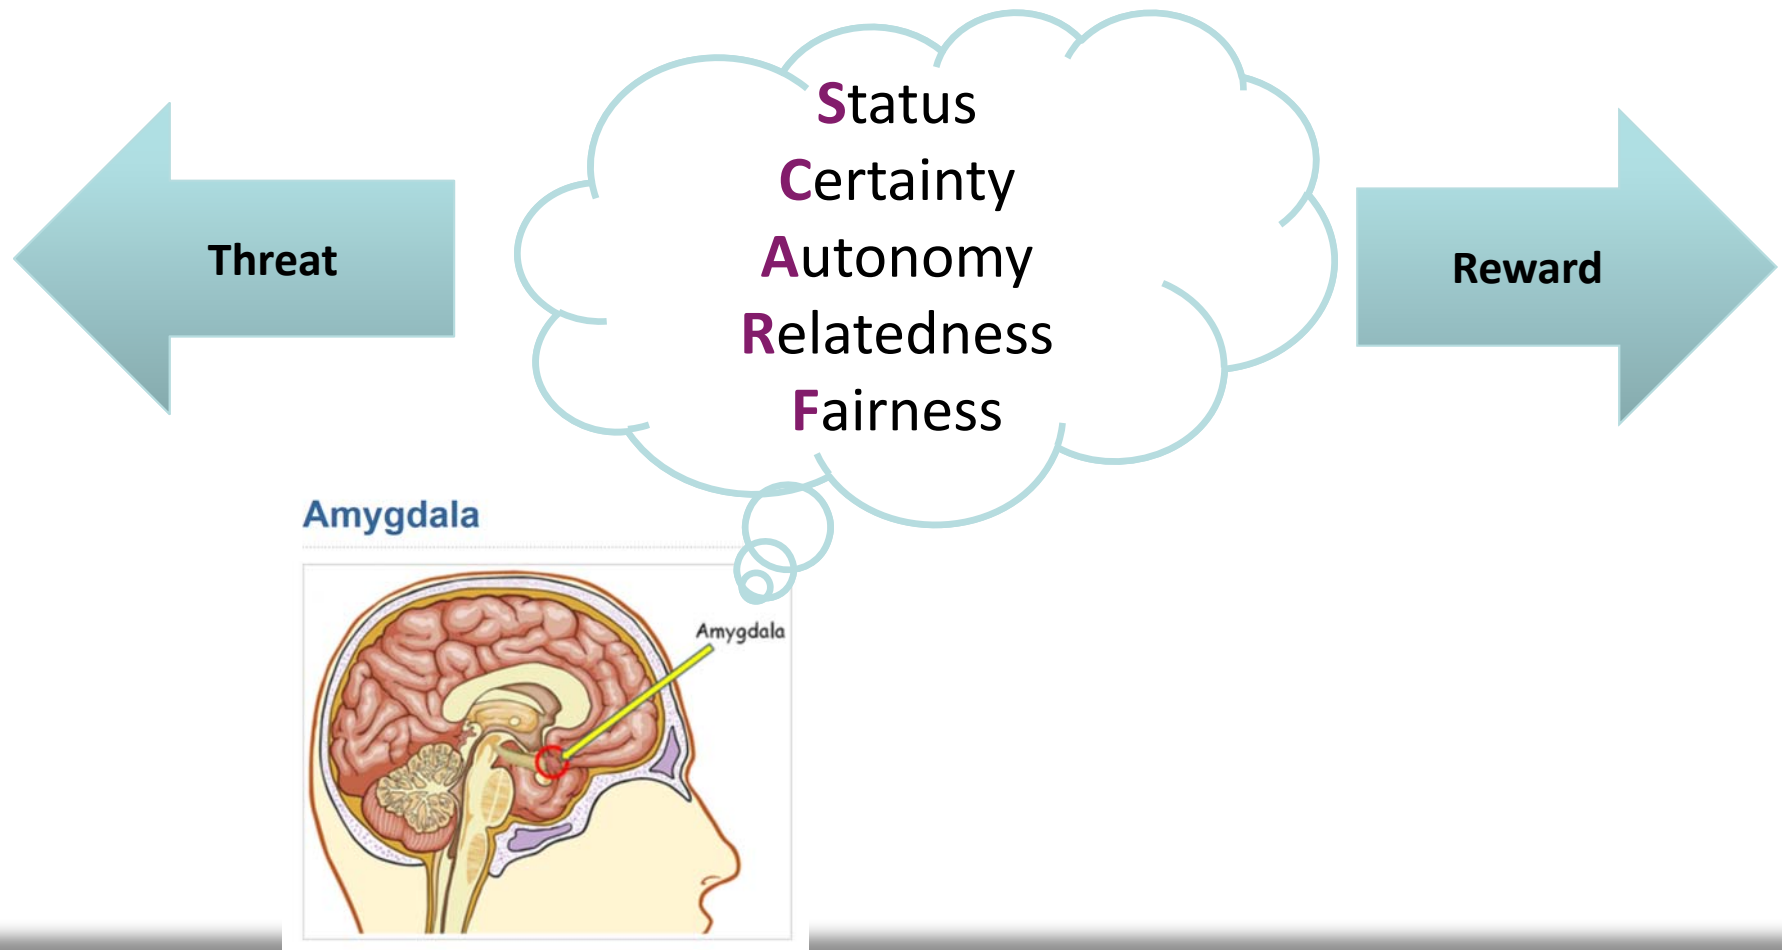 Status
Certainty
Autonomy
Relatedness
Fairness
Threat
Reward
Amygdala
Amygdala